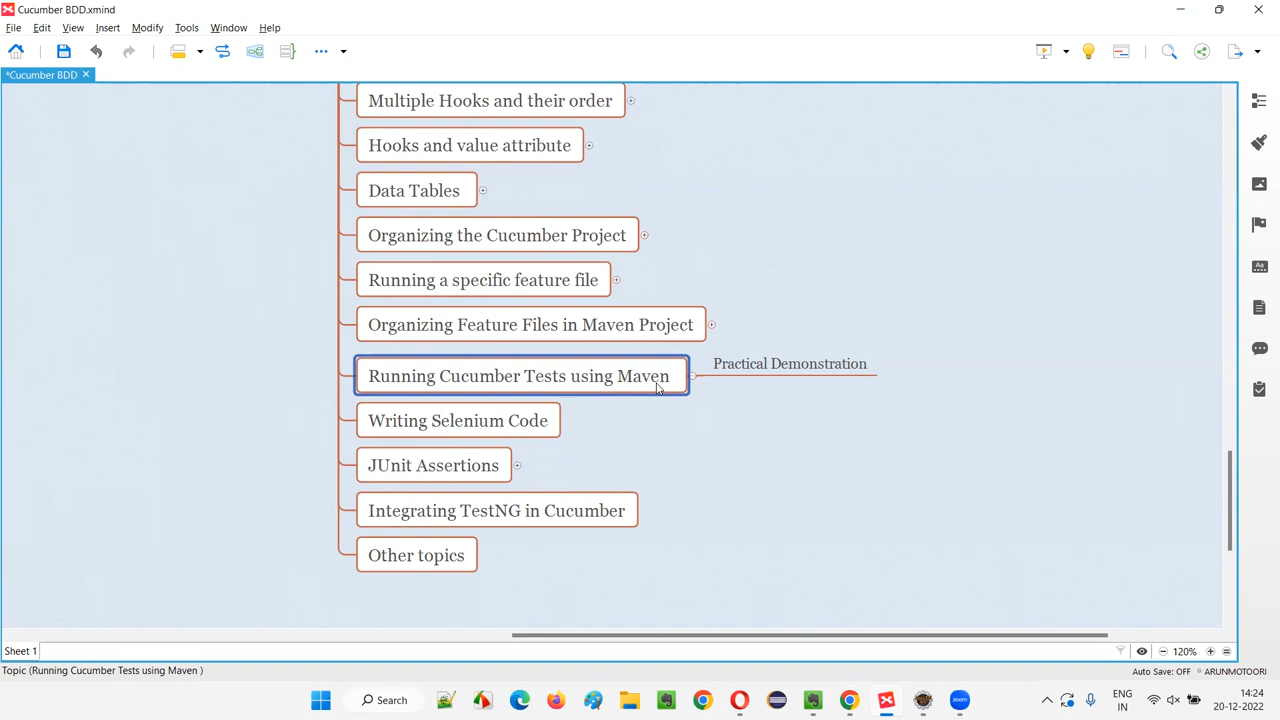 Cucumber BDD.xmind
File Edit View Insert Modify Tools Window Help
*Cucumber BDD
Multiple Hooks and their order
Hooks and value attribute
Data Tables
Organizing the Cucumber Project
Running a specific feature file
Organizing Feature Files in Maven Project
Running Cucumber Tests using Maven
Practical Demonstration
Writing Selenium Code
JUnit Assertions
Integrating TestNG in Cucumber
Other topics
Sheet 1
120%
Topic (Running Cucumber Tests using Maven )
Auto Save: OFF
ARUNMOTOORI
Search
ENG
IN
14:24
20-12-2022